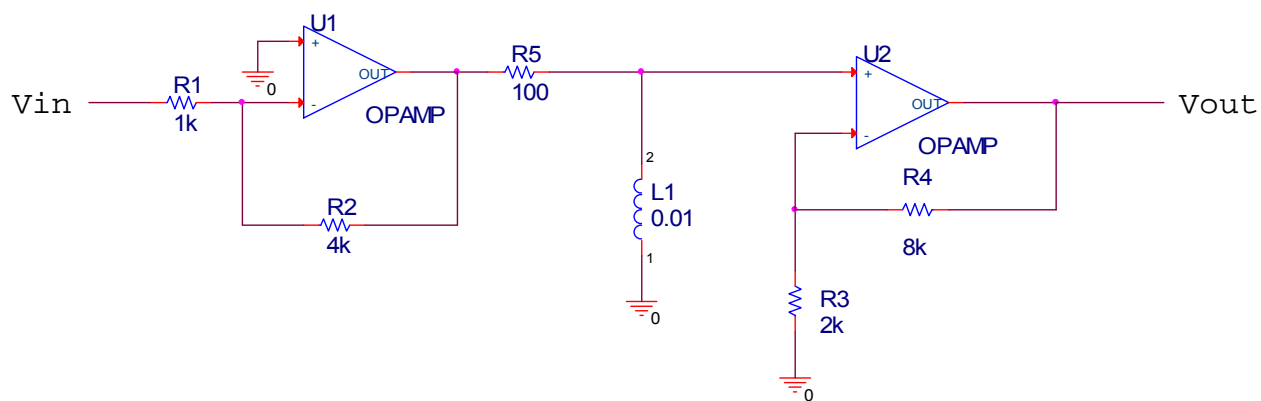 U1
+
OUT
-
OPAMP
0
Vin
R1
1k
R2
4k
R5
100
2
L1
0.01
1
0
U2
+
OUT
-
OPAMP
Vout
R4
8k
R3
2k
0